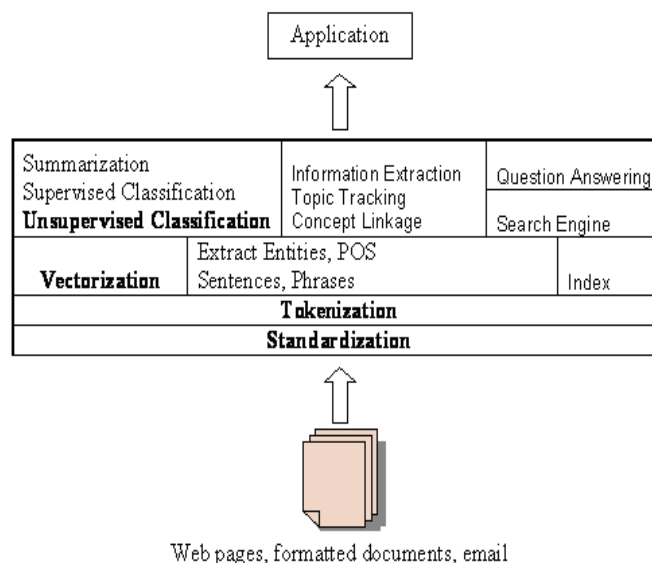 Application
Summarization
Supervised Classification
Unsupervised Classification
Information Extraction
Topic Tracking
Concept Linkage
Question Answering
Search Engine
Vectorization
Extract Entities, POS
Sentences, Phrases
Index
Tokenization
Standardization
Web pages, formatted documents, email